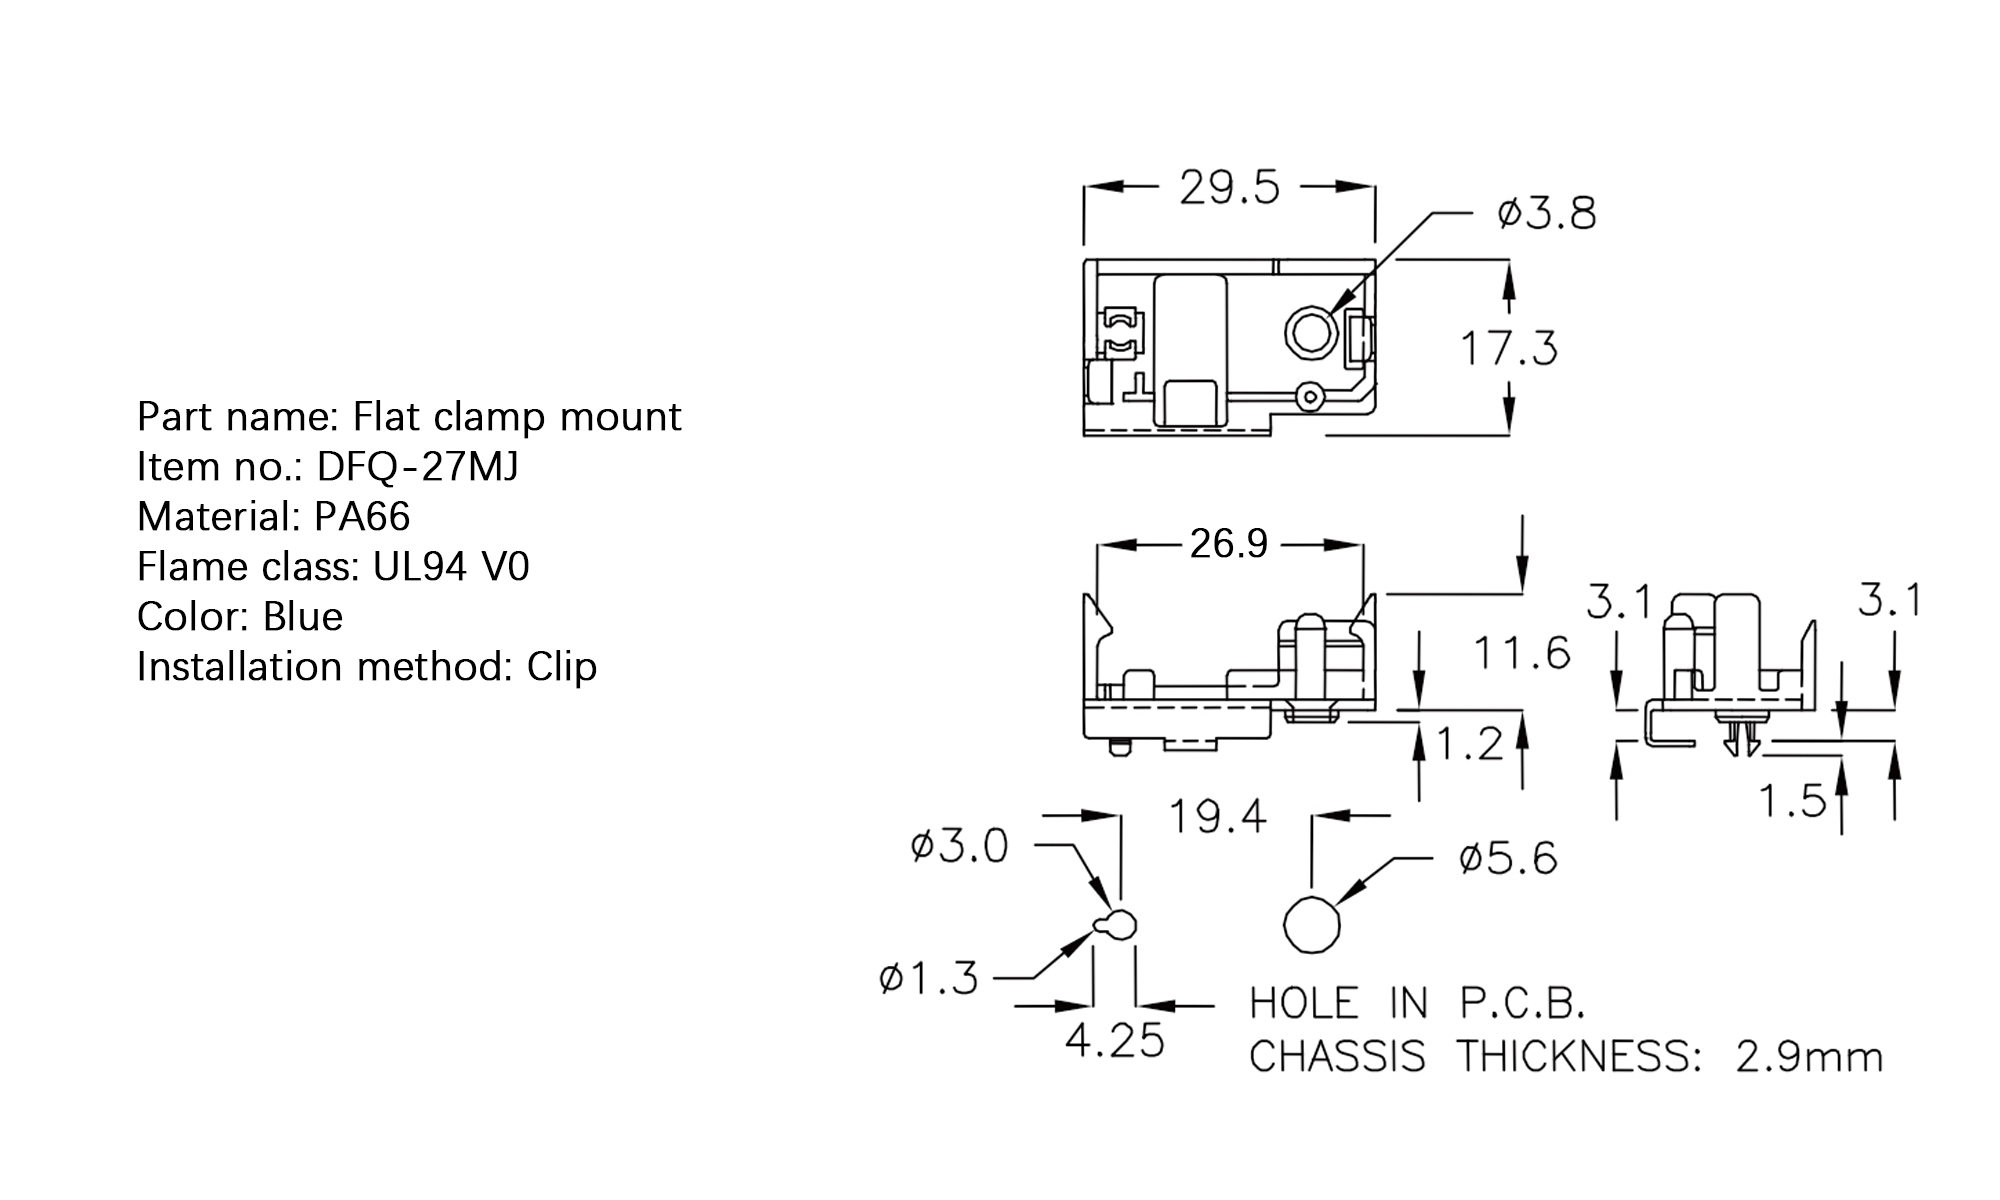 Part name: Flat clamp mount
Item no.: DFQ-27MJ
Material: PA66
Flame class: UL94 V0
Color: Blue
Installation method: Clip
29.5
ø3.8
17.3
26.9
11.6
1.2
3.1
3.1
1.5
19.4
ø3.0
ø5.6
ø1.3
4.25
HOLE IN P.C.B.
CHASSIS THICKNESS: 2.9mm